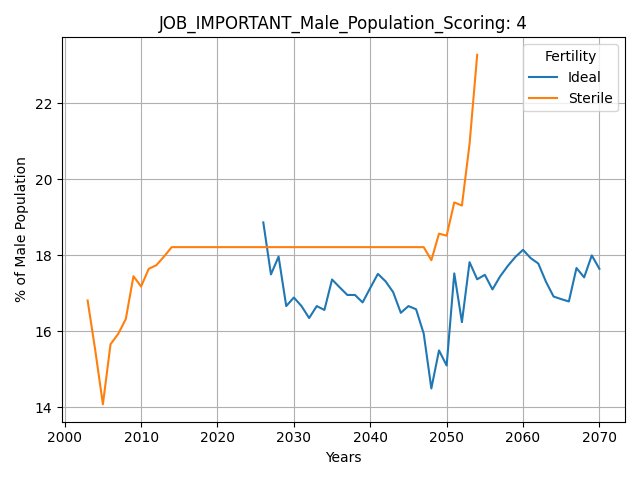 JOB_IMPORTANT_Male_Population_Scoring: 4
Fertility
Ideal
Sterile
% of Male Population
22
20
18
16
14
2000 2010 2020 2030 2040 2050 2060 2070
Years